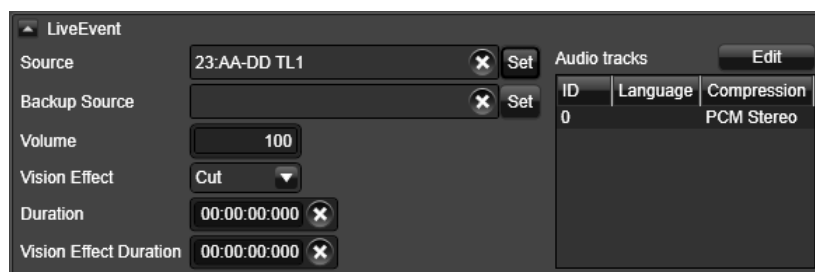 LiveEvent
Source 23:AA-DD TL1 Set
Backup Source Set
Volume 100
Vision Effect Cut
Duration 00:00:00:000
Vision Effect Duration 00:00:00:000
Audio tracks Edit
ID Language Compression
0 PCM Stereo